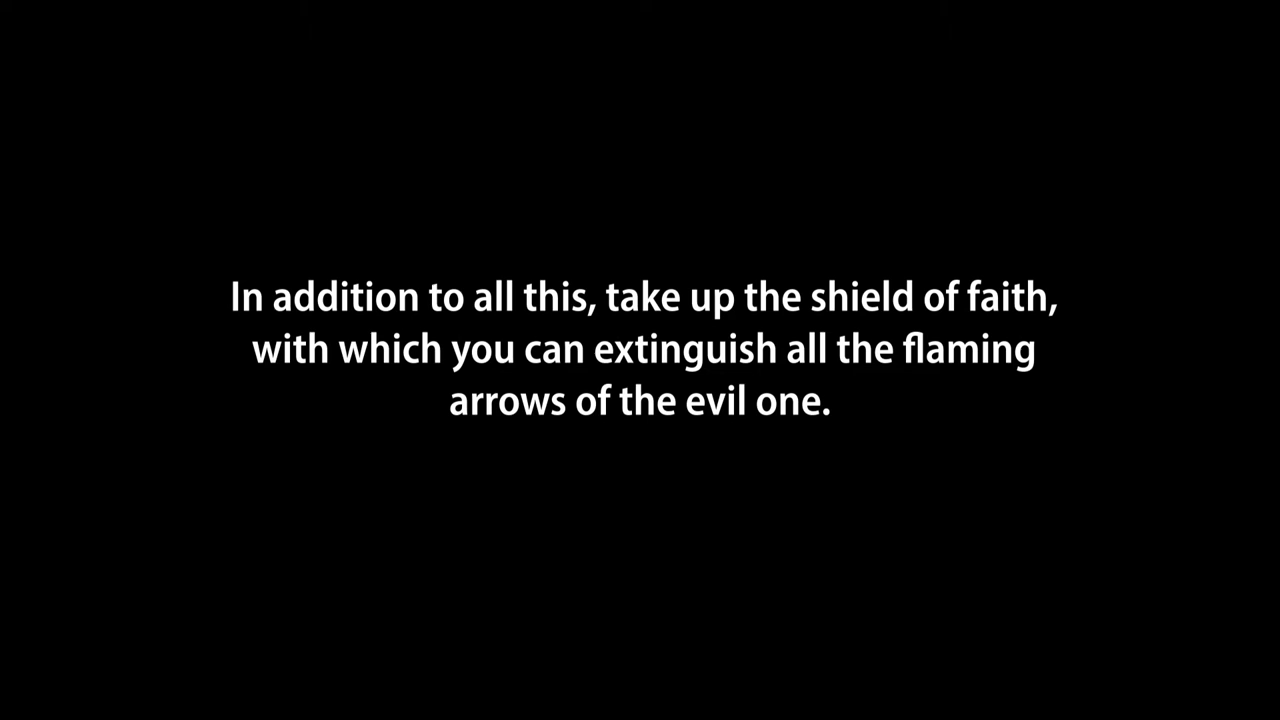 In addition to all this, take up the shield of faith,
with which you can extinguish all the flaming
arrows of the evil one.